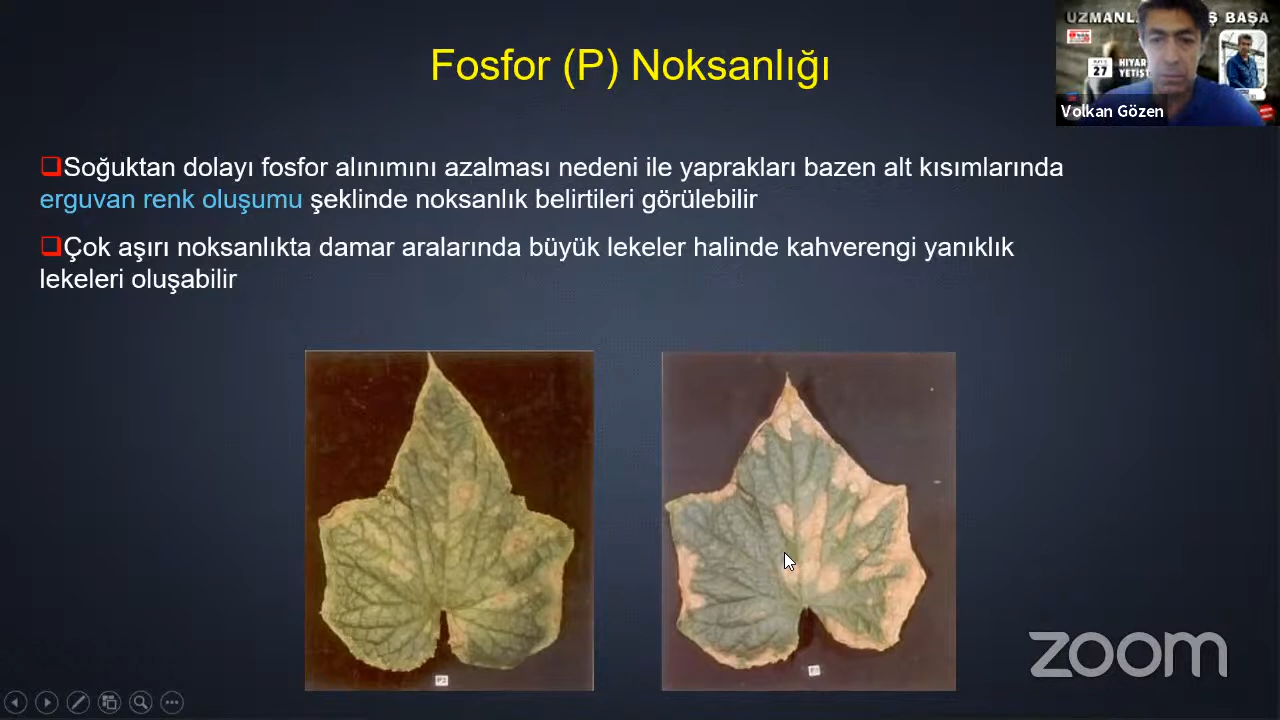 Fosfor (P) Noksanlığı
UZMANL Ş BAŞA
27
HIYAR
YETİŞT
Volkan Gözen
Soğuktan dolayı fosfor alınımını azalması nedeni ile yaprakları bazen alt kısımlarında
erguvan renk oluşumu şeklinde noksanlık belirtileri görülebilir
Çok aşırı noksanlıkta damar aralarında büyük lekeler halinde kahverengi yanıklık
lekeleri oluşabilir
P2
zoom